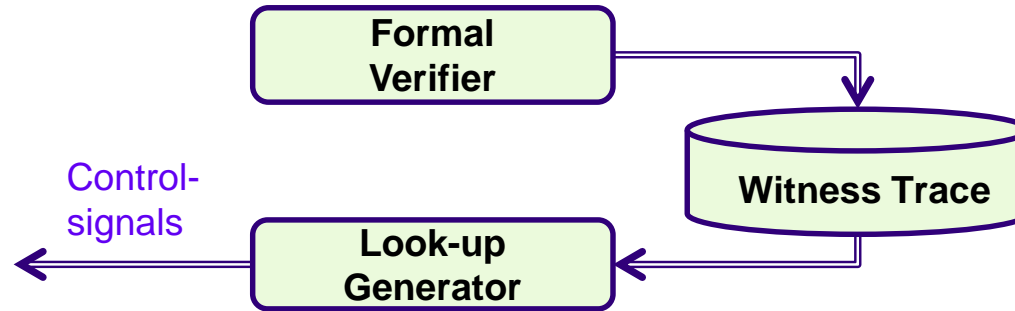 Formal
Verifier
Witness Trace
Control-
signals
Look-up
Generator